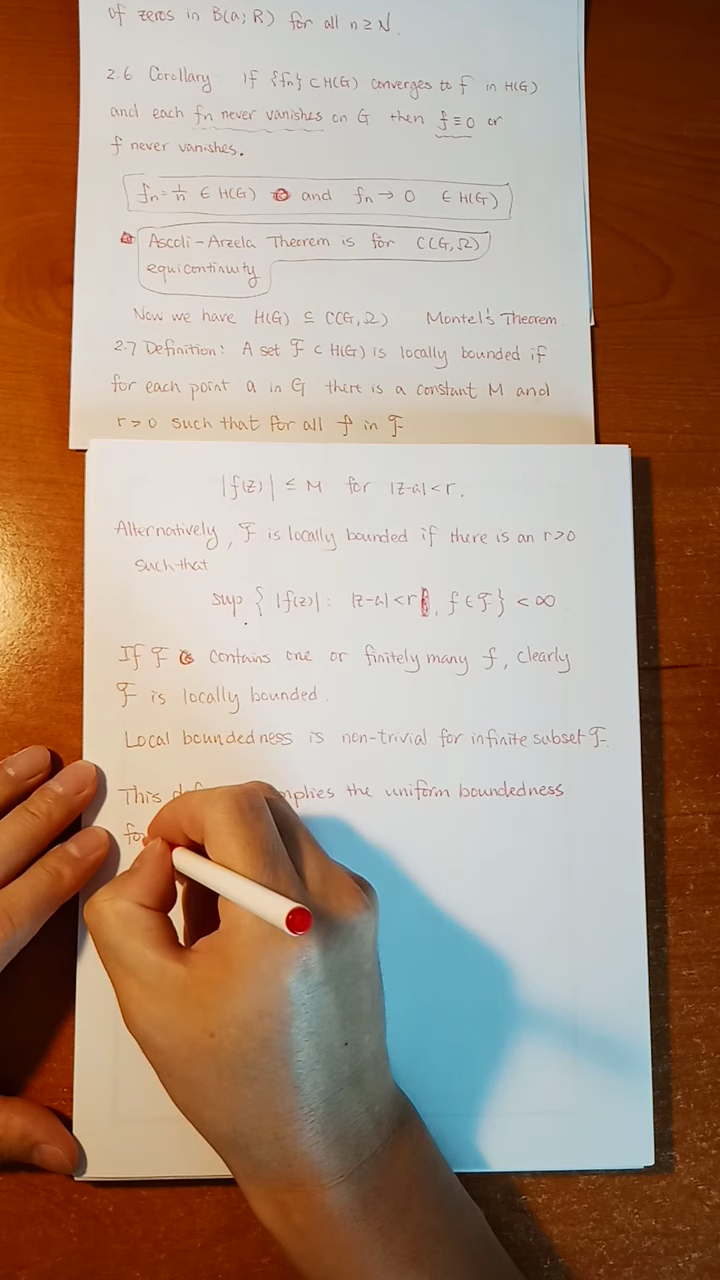 of zeros in B(a; R) for all n ≥ N.
2.6 Corollary: If {fn} ⊂ H(G) converges to f in H(G)
and each fn never vanishes on G then f ≡ 0 or
f never vanishes.
fn = 1/n ∈ H(G) and fn → 0 ∈ H(G)
Ascoli-Arzela Theorem is for C(G, Ω)
equicontinuity
Now we have H(G) ⊆ C(G, Ω) Montel's Theorem
2.7 Definition: A set F ⊂ H(G) is locally bounded if
for each point a in G there is a constant M and
r > 0 such that for all f in F
|f(z)| ≤ M for |z-a| < r.
Alternatively, F is locally bounded if there is an r > 0
such that
sup { |f(z)| : |z-a| < r, f ∈ F } < ∞
If F contains one or finitely many f, clearly
F is locally bounded.
Local boundedness is non-trivial for infinite subset F.
This the uniform boundedness